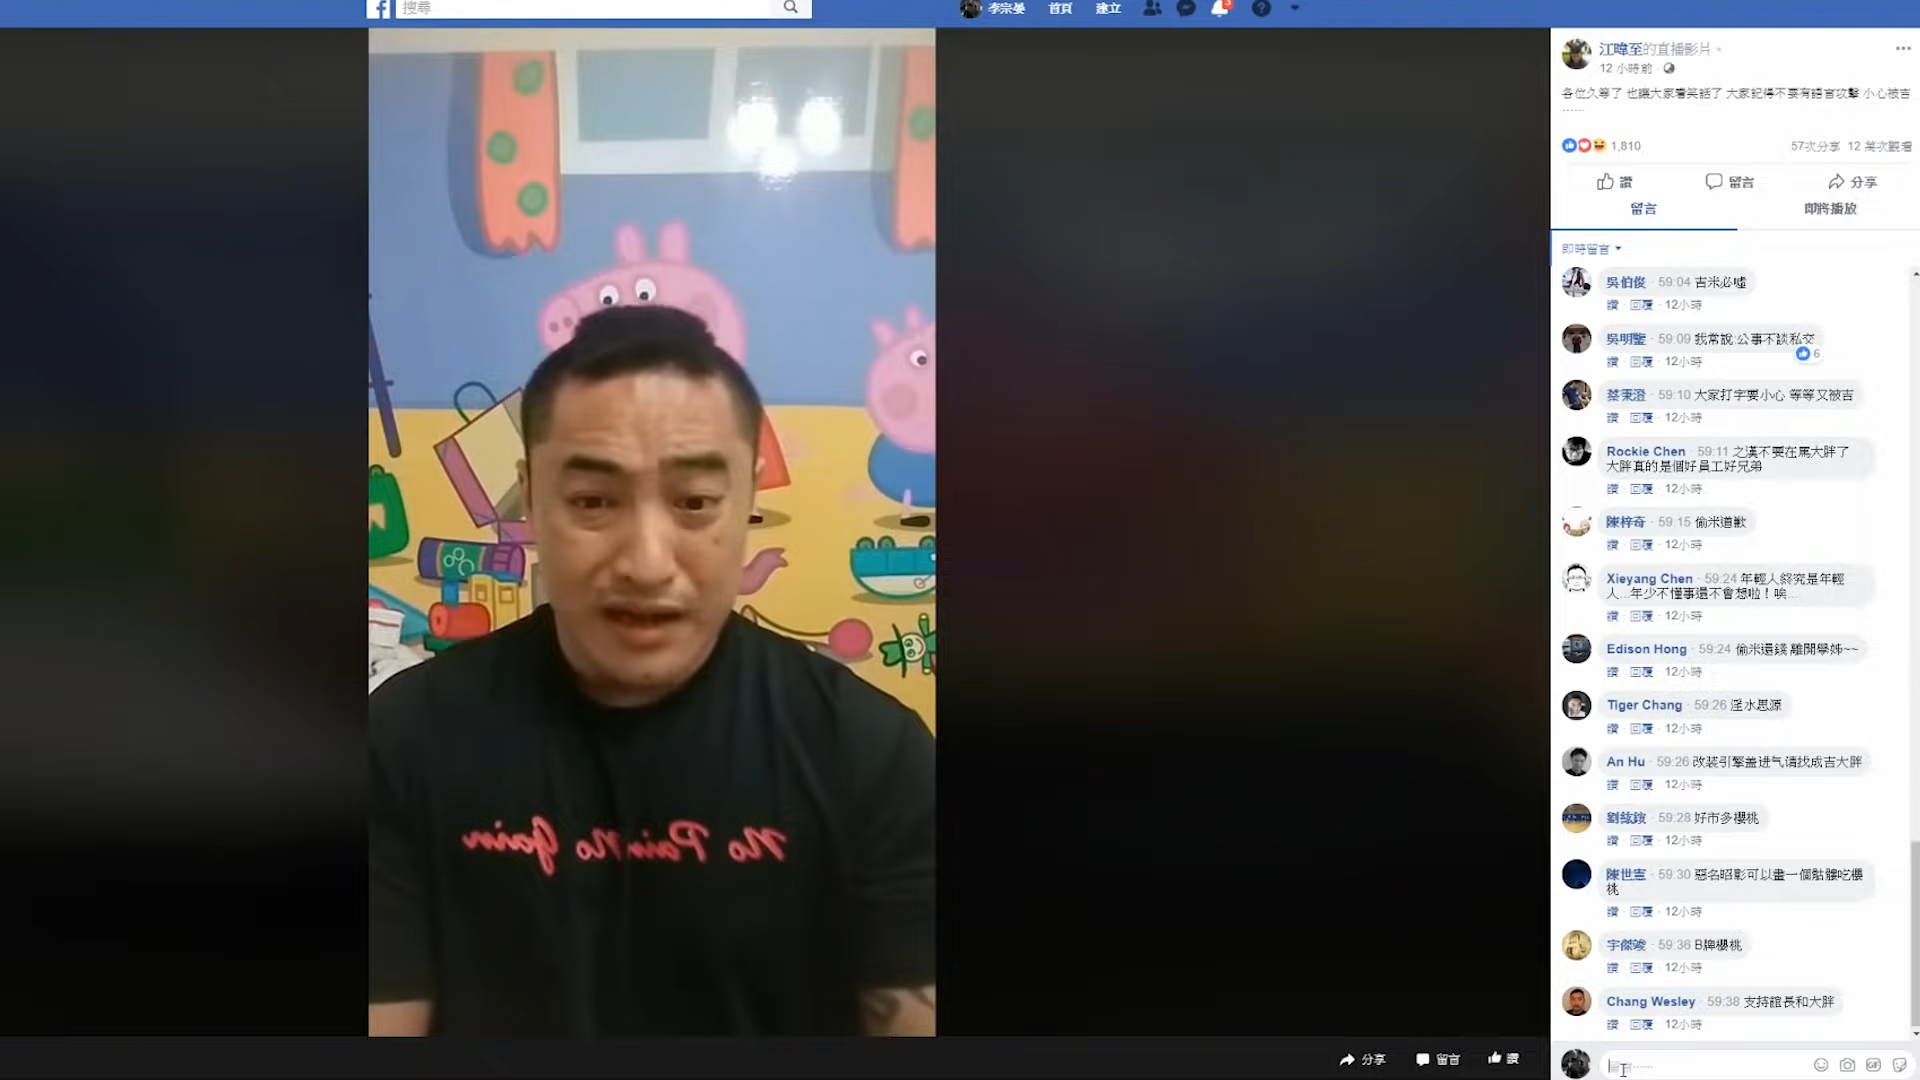 搜尋
李宗晏 首頁 建立
3
江暐至的直播影片。
12 小時前
各位久等了 也讓大家看笑話了 大家記得不要有語言攻擊 小心被吉
......
1,810
57次分享 12 萬次觀看
讚 留言 分享
留言 即將播放
即時留言
吳伯俊 · 59:04 吉米必噓
讚 · 回覆 · 12小時
吳明鑒 · 59:09 我常說 公事不談私交
6
讚 · 回覆 · 12小時
蔡秉澄 · 59:10 大家打字要小心 等等又被吉
讚 · 回覆 · 12小時
Rockie Chen · 59:11 之漢不要在罵大胖了
大胖真的是個好員工好兄弟
讚 · 回覆 · 12小時
陳梓奇 · 59:15 偷米道歉
讚 · 回覆 · 12小時
Xieyang Chen · 59:24 年輕人終究是年輕
人...年少不懂事還不會想啦！唉...
讚 · 回覆 · 12小時
Edison Hong · 59:24 偷米還錢 離開學姊~~
讚 · 回覆 · 12小時
Tiger Chang · 59:26 淫水思源
讚 · 回覆 · 12小時
An Hu · 59:26 改装引擎盖进气请找成吉大胖
讚 · 回覆 · 12小時
59:28 好市多櫻桃
讚 · 回覆 · 12小時
陳世憲 · 59:30 惡名昭彰可以畫一個骷髏吃櫻
桃
讚 · 回覆 · 12小時
宇傑竣 · 59:36 B牌櫻桃
讚 · 回覆 · 12小時
Chang Wesley · 59:38 支持館長和大胖
讚 · 回覆 · 12小時
No Pain No Gain
分享 留言 讚
GIF